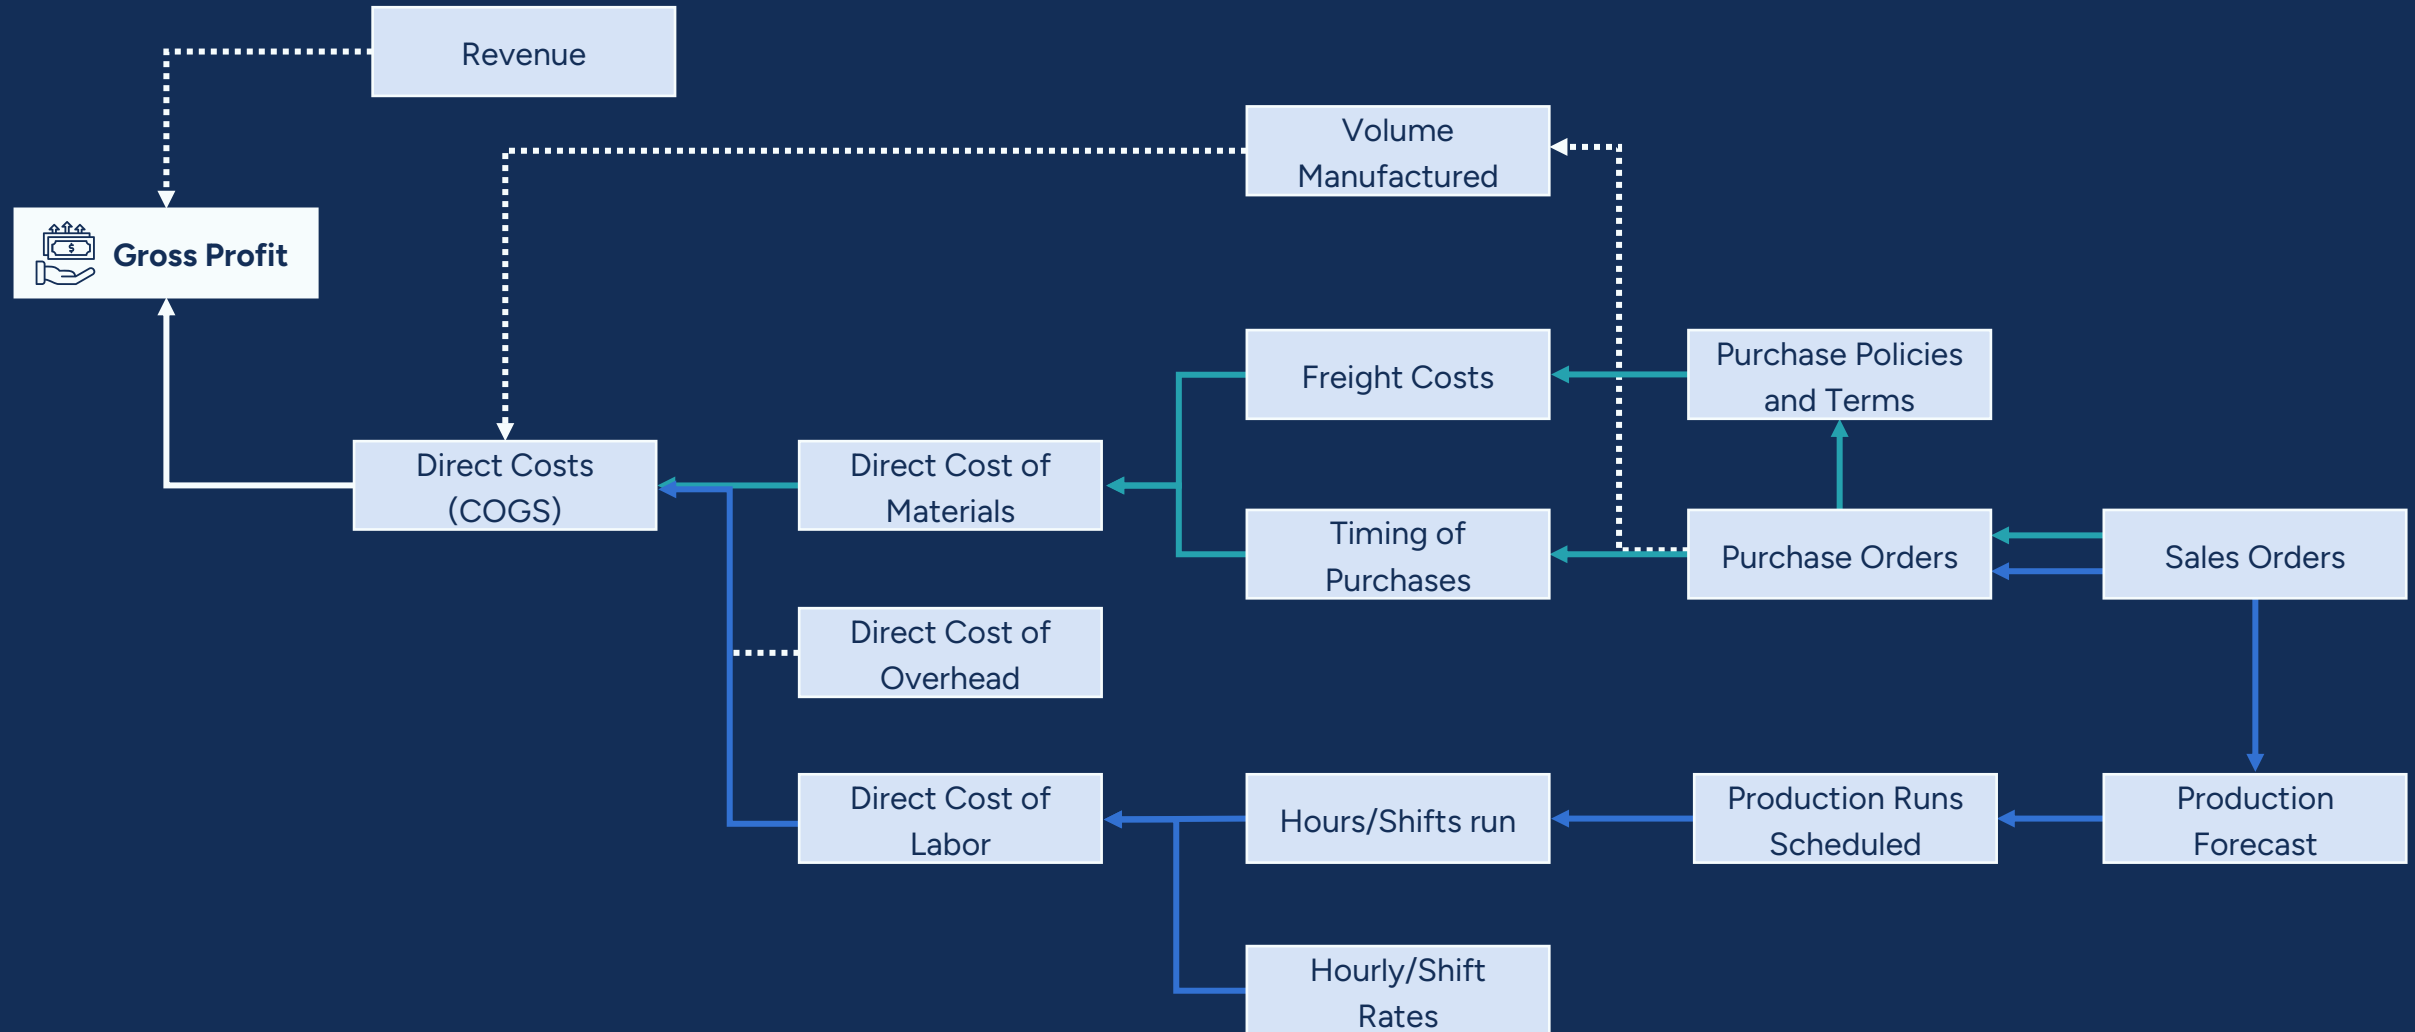 Revenue
Volume
Manufactured
$
Gross Profit
Freight Costs
Purchase Policies
and Terms
Direct Costs
(COGS)
Direct Cost of
Materials
Timing of
Purchases
Purchase Orders
Sales Orders
Direct Cost of
Overhead
Direct Cost of
Labor
Hours/Shifts run
Production Runs
Scheduled
Production
Forecast
Hourly/Shift
Rates